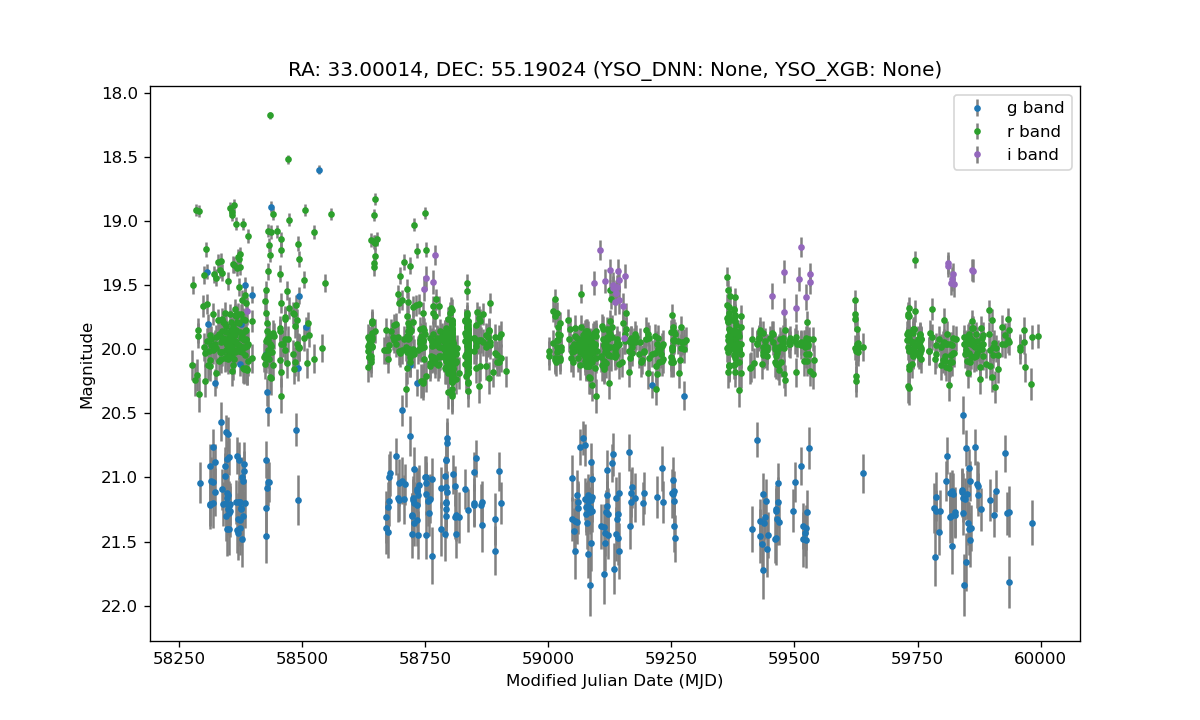 RA: 33.00014, DEC: 55.19024 (YSO_DNN: None, YSO_XGB: None)
g band
r band
i band
18.0
18.5
19.0
19.5
20.0
20.5
21.0
21.5
22.0
Magnitude
58250 58500 58750 59000 59250 59500 59750 60000
Modified Julian Date (MJD)